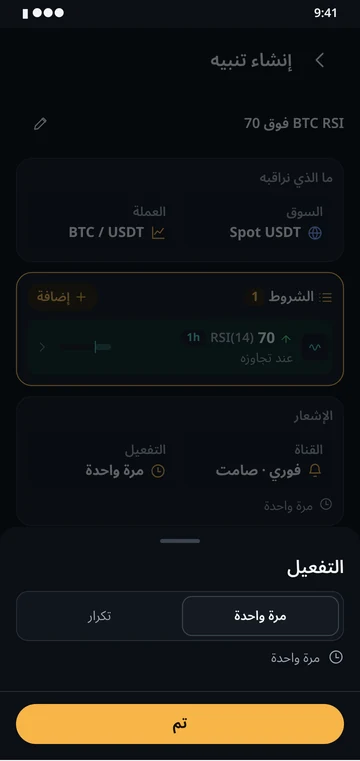 9:41
إنشاء تنبيه
BTC RSI فوق 70
ما الذي نراقبه
السوق
Spot USDT
العملة
BTC / USDT
الشروط 1
إضافة +
70 RSI(14) 1h
عند تجاوزه
الإشعار
القناة
فوري · صامت
التفعيل
مرة واحدة
مرة واحدة
التفعيل
مرة واحدة
تكرار
مرة واحدة
تم